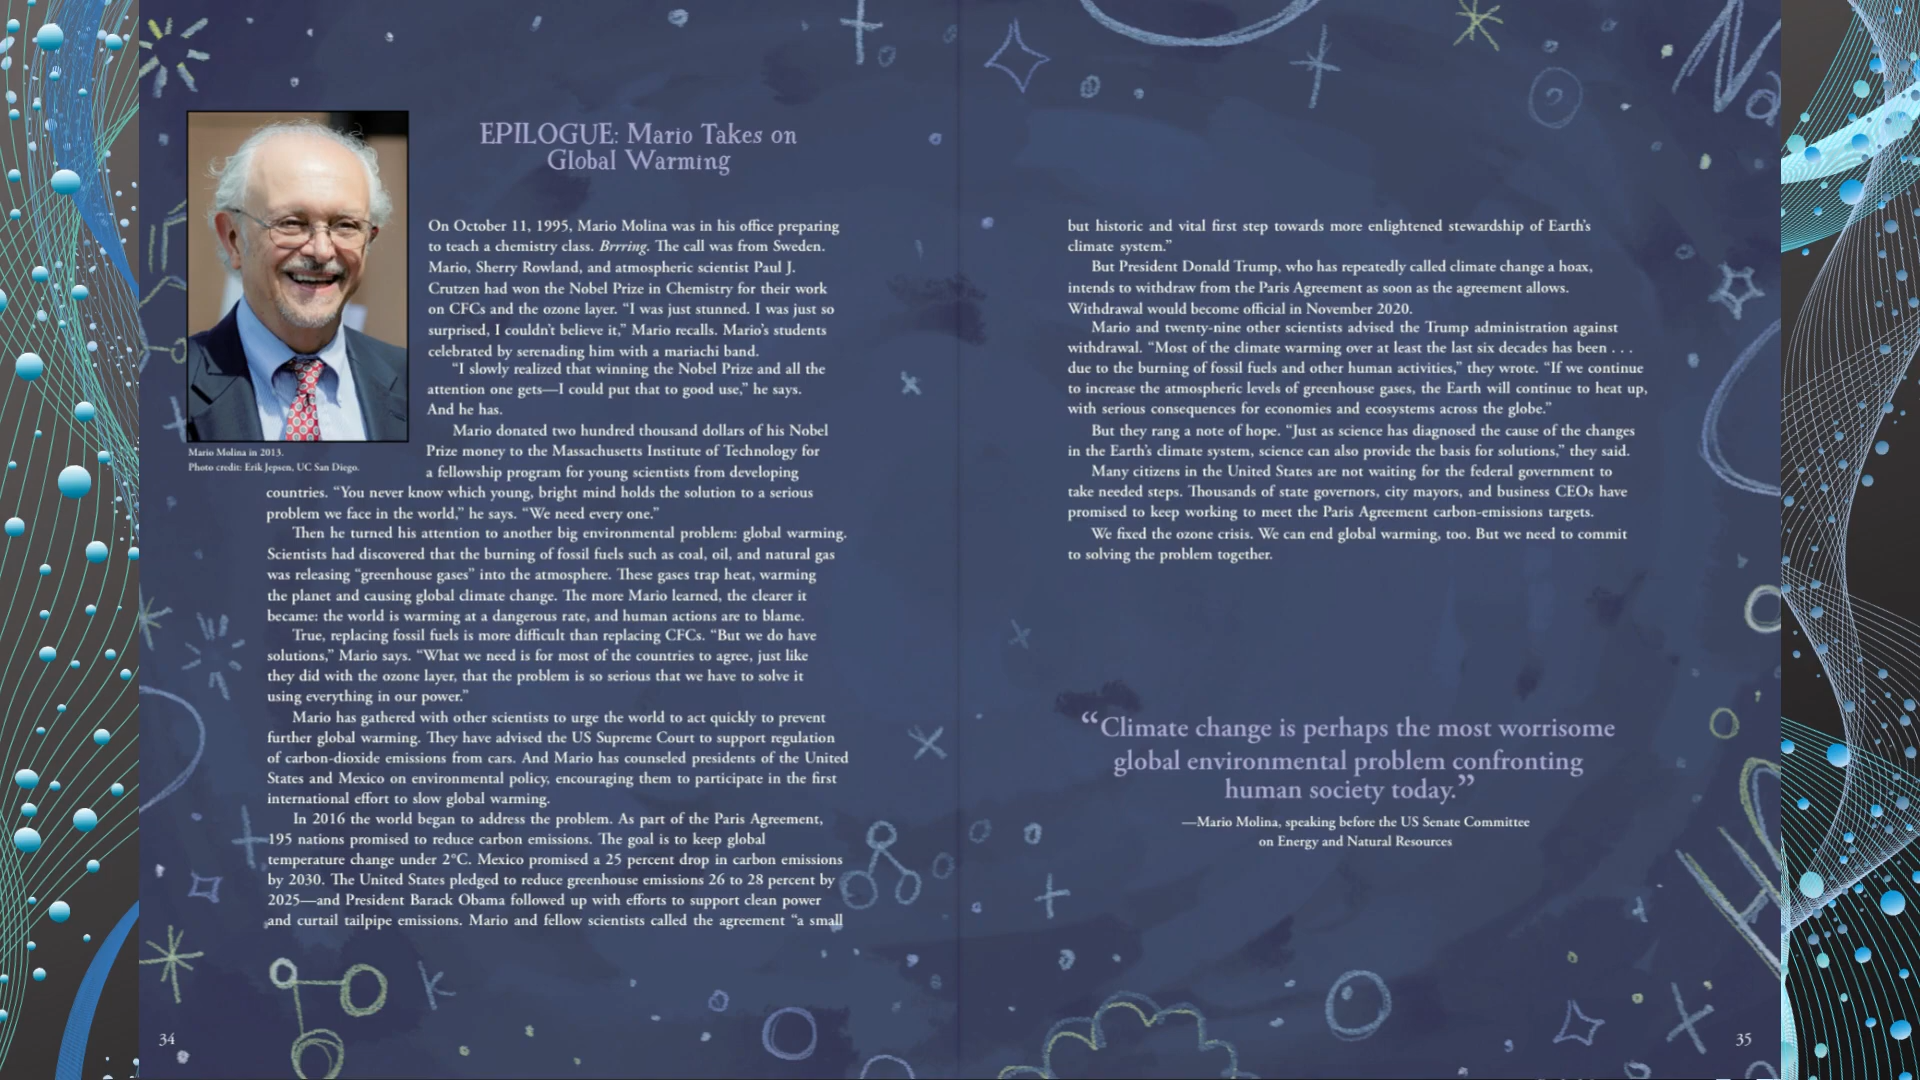 EPILOGUE: Mario Takes on
Global Warming
On October 11, 1995, Mario Molina was in his office preparing
to teach a chemistry class. Brrring. The call was from Sweden.
Mario, Sherry Rowland, and atmospheric scientist Paul J.
Crutzen had won the Nobel Prize in Chemistry for their work
on CFCs and the ozone layer. “I was just stunned. I was just so
surprised, I couldn’t believe it,” Mario recalls. Mario’s students
celebrated by serenading him with a mariachi band.
“I slowly realized that winning the Nobel Prize and all the
attention one gets—I could put that to good use,” he says.
And he has.
Mario donated two hundred thousand dollars of his Nobel
Prize money to the Massachusetts Institute of Technology for
a fellowship program for young scientists from developing
countries. “You never know which young, bright mind holds the solution to a serious
problem we face in the world,” he says. “We need every one.”
Then he turned his attention to another big environmental problem: global warming.
Scientists had discovered that the burning of fossil fuels such as coal, oil, and natural gas
was releasing “greenhouse gases” into the atmosphere. These gases trap heat, warming
the planet and causing global climate change. The more Mario learned, the clearer it
became: the world is warming at a dangerous rate, and human actions are to blame.
True, replacing fossil fuels is more difficult than replacing CFCs. “But we do have
solutions,” Mario says. “What we need is for most of the countries to agree, just like
they did with the ozone layer, that the problem is so serious that we have to solve it
using everything in our power.”
Mario has gathered with other scientists to urge the world to act quickly to prevent
further global warming. They have advised the US Supreme Court to support regulation
of carbon-dioxide emissions from cars. And Mario has counseled presidents of the United
States and Mexico on environmental policy, encouraging them to participate in the first
international effort to slow global warming.
In 2016 the world began to address the problem. As part of the Paris Agreement,
195 nations promised to reduce carbon emissions. The goal is to keep global
temperature change under 2°C. Mexico promised a 25 percent drop in carbon emissions
by 2030. The United States pledged to reduce greenhouse emissions 26 to 28 percent by
2025—and President Barack Obama followed up with efforts to support clean power
and curtail tailpipe emissions. Mario and fellow scientists called the agreement “a small
Mario Molina in 2013.
Photo credit: Erik Jepsen, UC San Diego.
34
but historic and vital first step towards more enlightened stewardship of Earth’s
climate system.”
But President Donald Trump, who has repeatedly called climate change a hoax,
intends to withdraw from the Paris Agreement as soon as the agreement allows.
Withdrawal would become official in November 2020.
Mario and twenty-nine other scientists advised the Trump administration against
withdrawal. “Most of the climate warming over at least the last six decades has been . . .
due to the burning of fossil fuels and other human activities,” they wrote. “If we continue
to increase the atmospheric levels of greenhouse gases, the Earth will continue to heat up,
with serious consequences for economies and ecosystems across the globe.”
But they rang a note of hope. “Just as science has diagnosed the cause of the changes
in the Earth’s climate system, science can also provide the basis for solutions,” they said.
Many citizens in the United States are not waiting for the federal government to
take needed steps. Thousands of state governors, city mayors, and business CEOs have
promised to keep working to meet the Paris Agreement carbon-emissions targets.
We fixed the ozone crisis. We can end global warming, too. But we need to commit
to solving the problem together.
“Climate change is perhaps the most worrisome
global environmental problem confronting
human society today.”
—Mario Molina, speaking before the US Senate Committee
on Energy and Natural Resources
35
Na
H
K